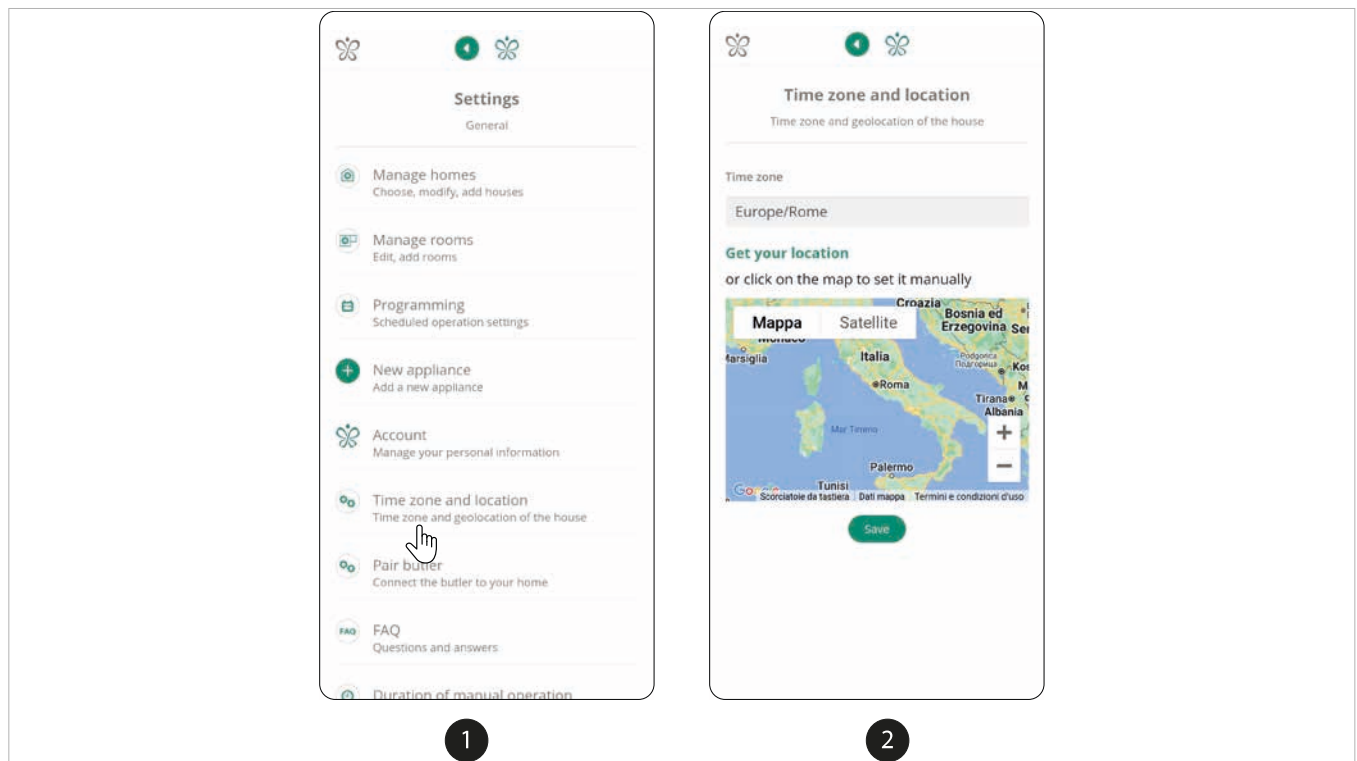 Settings
General
Manage homes
Choose, modify, add houses
Manage rooms
Edit, add rooms
Programming
Scheduled operation settings
New appliance
Add a new appliance
Account
Manage your personal information
Time zone and location
Time zone and geolocation of the house
Pair butler
Connect the butler to your home
FAQ
FAQ
Questions and answers
Duration of manual operation
1
Time zone and location
Time zone and geolocation of the house
Time zone
Europe/Rome
Get your location
or click on the map to set it manually
Mappa Satellite
Croazia
Bosnia ed
Erzegovina
Monaco
Marsiglia
Italia
Podgorica
Подгорица
Roma
Tirana
Albania
Mar Tirreno
Palermo
Tunisi
Scorciatoie da tastiera Dati mappa Termini e condizioni d'uso
Save
2